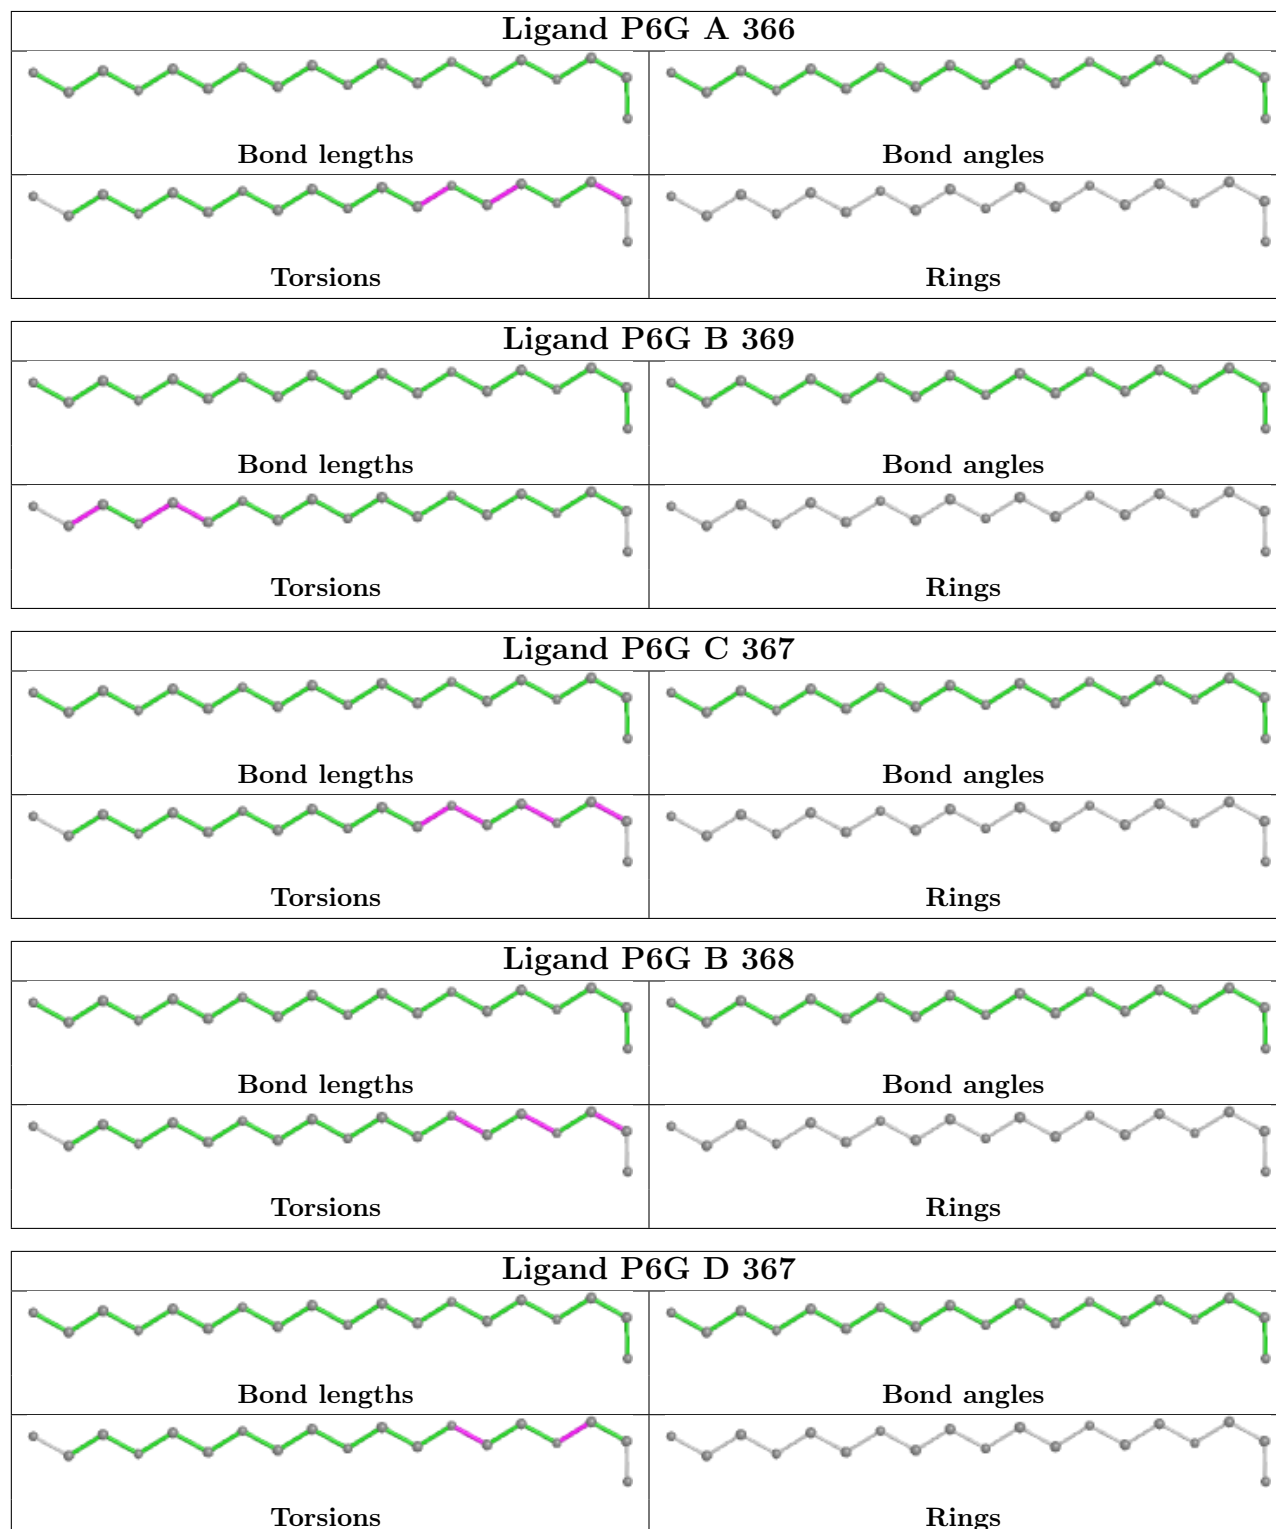 Ligand P6G A 366
Bond lengths Bond angles
Torsions Rings
Ligand P6G B 369
Bond lengths Bond angles
Torsions Rings
Ligand P6G C 367
Bond lengths Bond angles
Torsions Rings
Ligand P6G B 368
Bond lengths Bond angles
Torsions Rings
Ligand P6G D 367
Bond lengths Bond angles
Torsions Rings